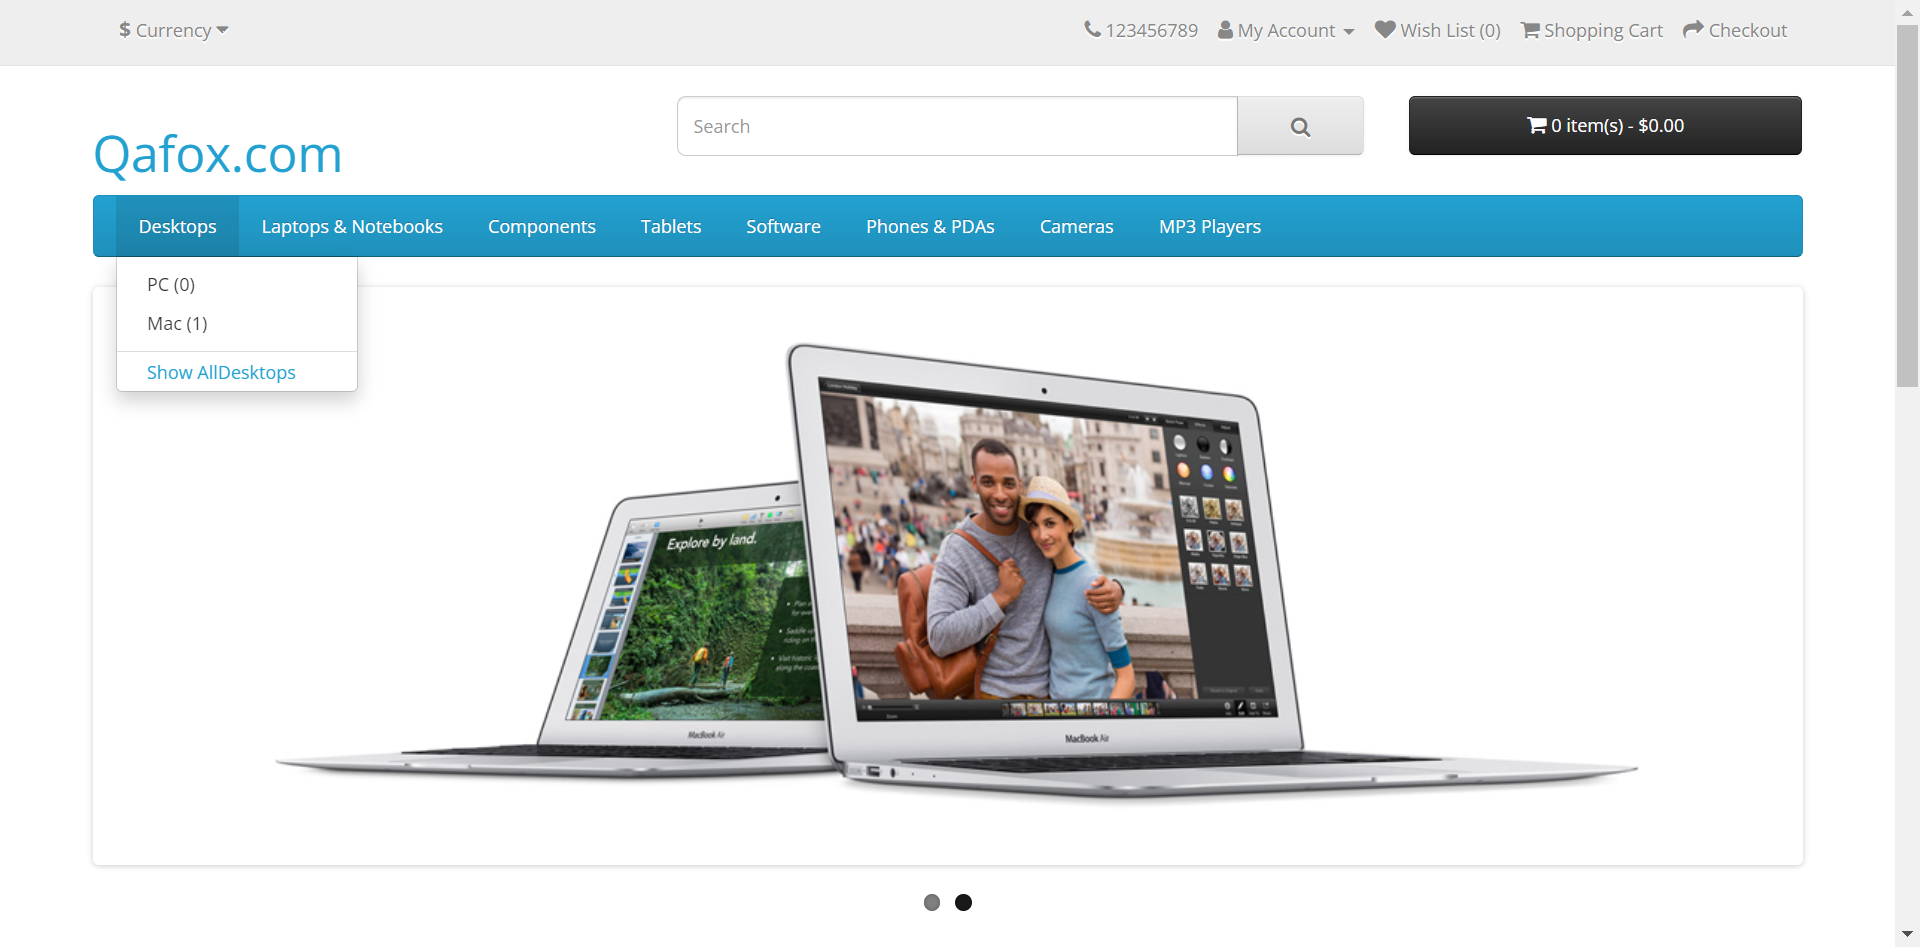 $ Currency
123456789 My Account Wish List (0) Shopping Cart Checkout
Search
0 item(s) - $0.00
Qafox.com
Desktops Laptops & Notebooks Components Tablets Software Phones & PDAs Cameras MP3 Players
PC (0)
Mac (1)
Show AllDesktops
Explore by land.
MacBook Air
MacBook Air